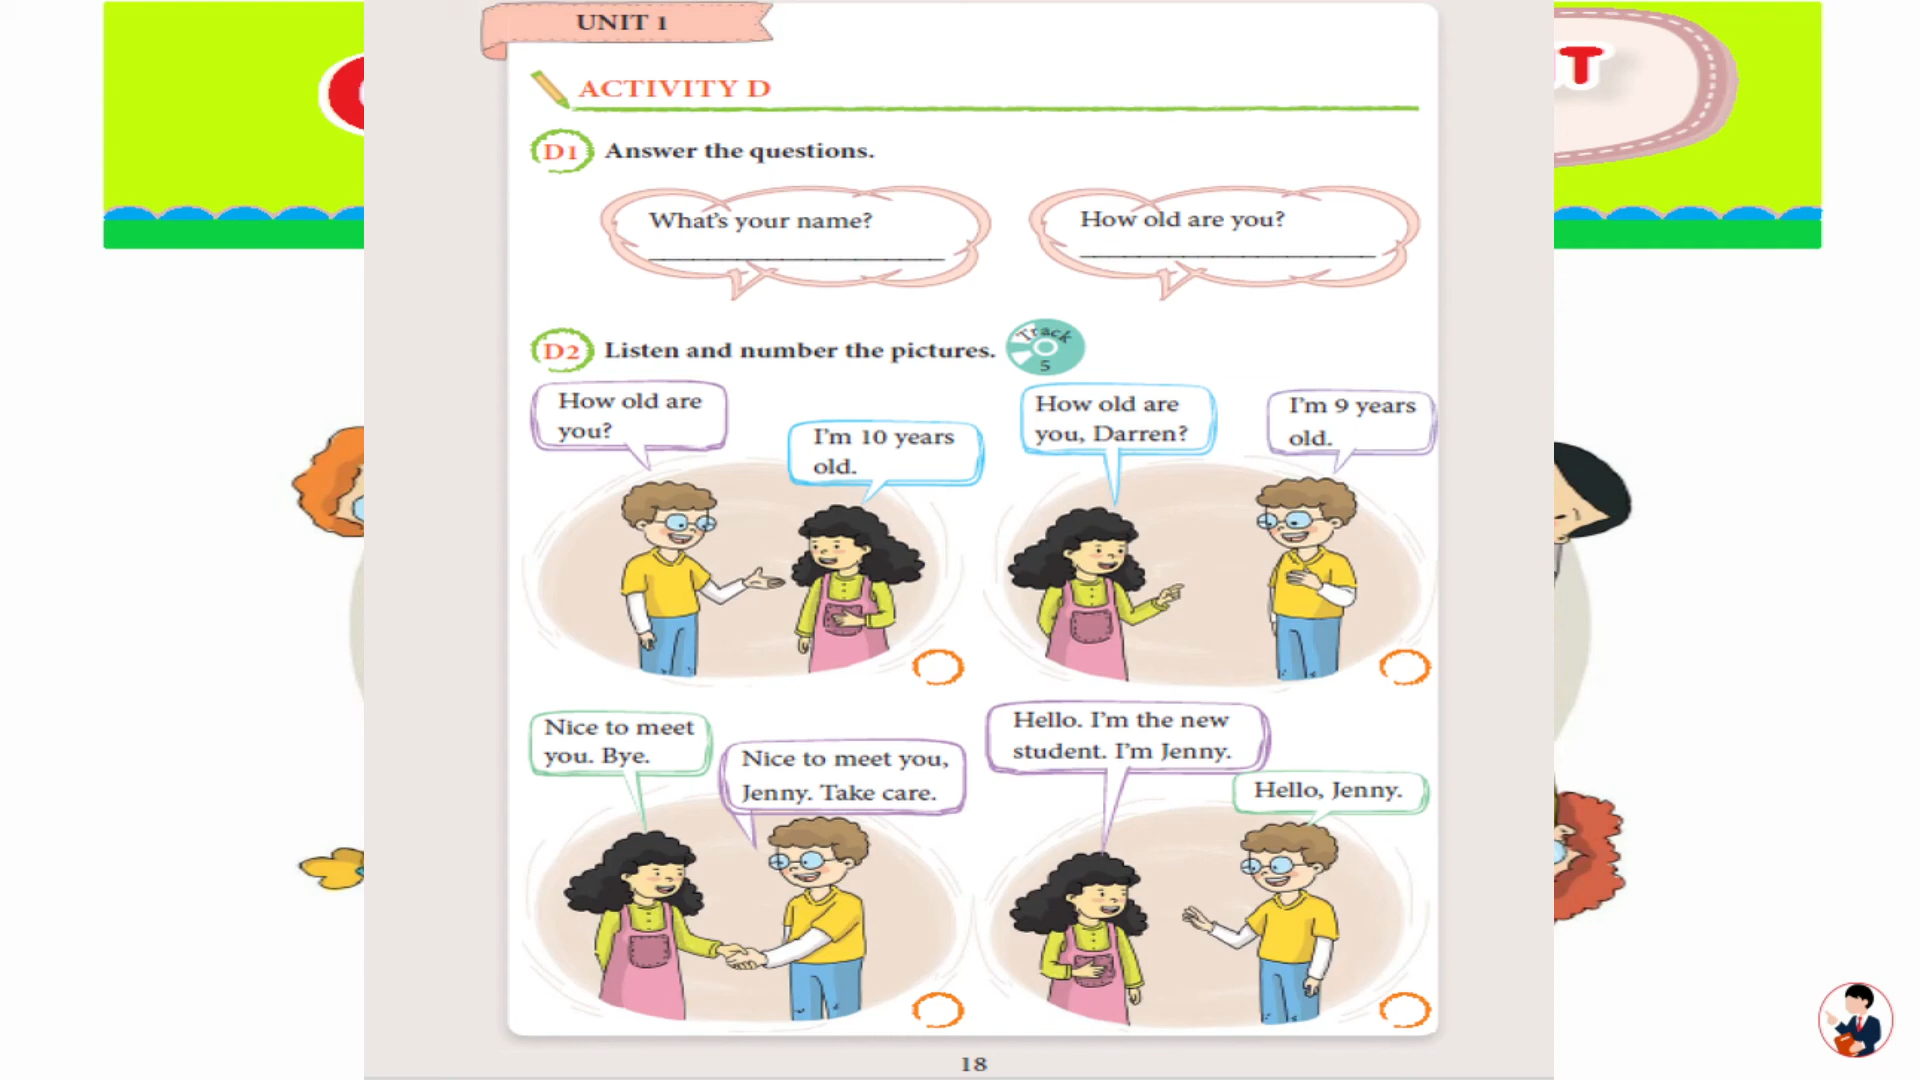 UNIT 1
T
ACTIVITY D
D1 Answer the questions.
What's your name?
How old are you?
D2 Listen and number the pictures.
Track
5
How old are
you?
I'm 10 years
old.
How old are
you, Darren?
I'm 9 years
old.
Nice to meet
you. Bye.
Nice to meet you,
Jenny. Take care.
Hello. I'm the new
student. I'm Jenny.
Hello, Jenny.
18